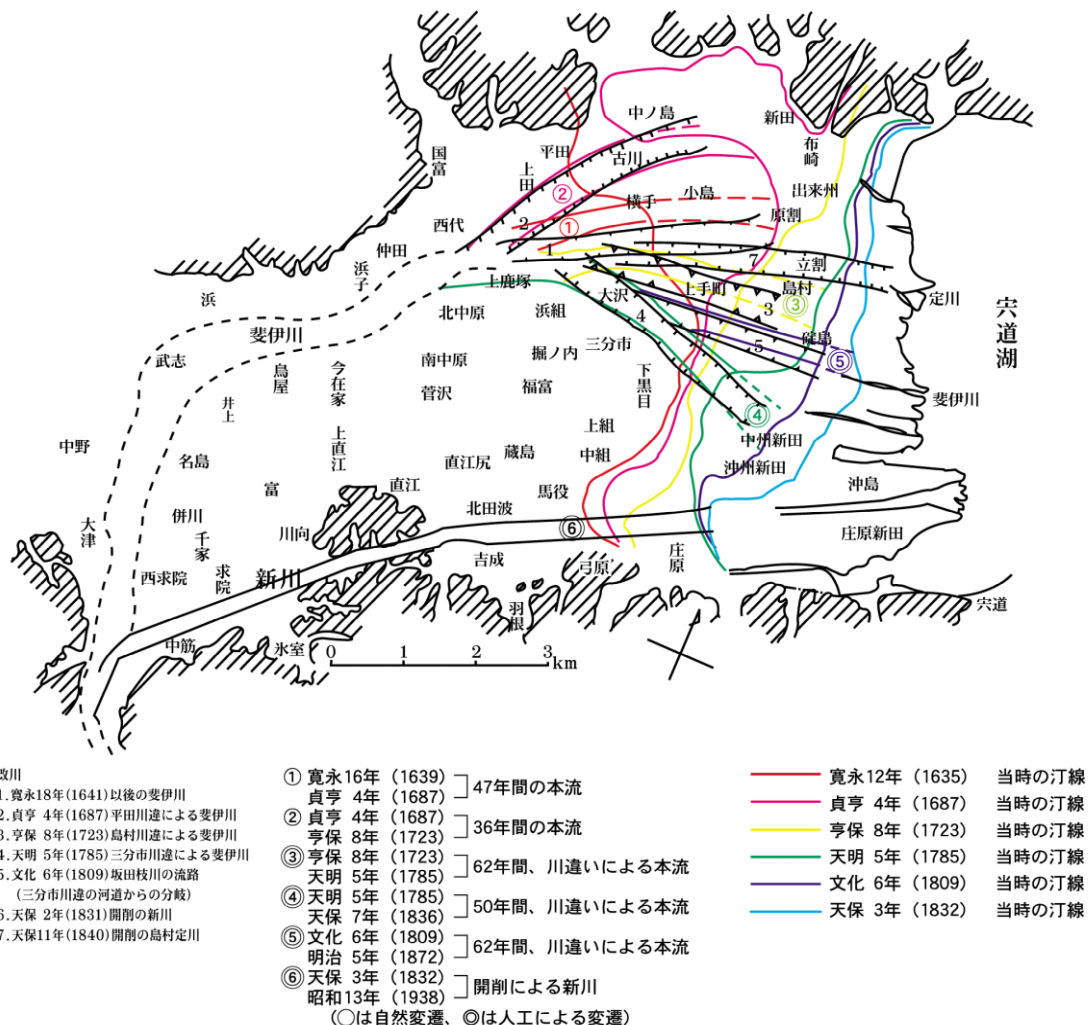 中ノ島
新田
布崎
平田
古川
国富
上田
②
出来州
小島
横手
原割
西代
2
①
仲田
1
7
立割
浜子
上鹿塚
大沢
上手町
島村
③
3
定川
宍道湖
浜
北中原
浜組
4
斐伊川
三分市
5
碇島
⑤
武志
鳥屋
今在家
南中原
掘ノ内
下黒目
菅沢
福富
斐伊川
井上
④
上組
中州新田
中野
上直江
名島
直江尻
蔵島
中組
沖州新田
富
直江
馬役
沖島
大津
併川
千家
川向
北田波
⑥
庄原新田
吉成
弓原
庄原
西求院
求院
新川
羽根
宍道
中筋
氷室
0 1 2 3 km
改川
1.寛永18年(1641)以後の斐伊川
2.貞亨 4年(1687)平田川違による斐伊川
3.亨保 8年(1723)島村川違による斐伊川
4.天明 5年(1785)三分市川違による斐伊川
5.文化 6年(1809)坂田枝川の流路
(三分市川違の河道からの分岐)
6.天保 2年(1831)開削の新川
7.天保11年(1840)開削の島村定川
① 寛永16年（1639）
貞亨 4年（1687）
47年間の本流
② 貞亨 4年（1687）
亨保 8年（1723）
36年間の本流
③ 亨保 8年（1723）
天明 5年（1785）
62年間、川違いによる本流
④ 天明 5年（1785）
天保 7年（1836）
50年間、川違いによる本流
⑤ 文化 6年（1809）
明治 5年（1872）
62年間、川違いによる本流
⑥ 天保 3年（1832）
昭和13年（1938）
開削による新川
（○は自然変遷、◎は人工による変遷）
寛永12年（1635） 当時の汀線
貞亨 4年（1687） 当時の汀線
亨保 8年（1723） 当時の汀線
天明 5年（1785） 当時の汀線
文化 6年（1809） 当時の汀線
天保 3年（1832） 当時の汀線